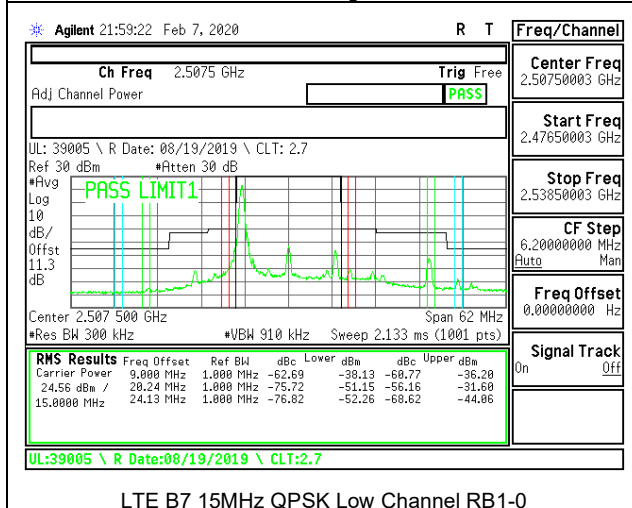 Agilent 21:59:22 Feb 7, 2020 R T
Freq/Channel
Ch Freq 2.5075 GHz Trig Free
Adj Channel Power PASS
Center Freq
2.50750003 GHz
Start Freq
2.47650003 GHz
UL: 39005 \ R Date: 08/19/2019 \ CLT: 2.7
Ref 30 dBm #Atten 30 dB
#Avg
Log
10
dB/
Offst
11.3
dB
PASS LIMIT1
Stop Freq
2.53850003 GHz
CF Step
6.20000000 MHz
Auto Man
Freq Offset
0.00000000 Hz
Center 2.507 500 GHz Span 62 MHz
#Res BW 300 kHz #VBW 910 kHz Sweep 2.133 ms (1001 pts)
Signal Track
On Off
RMS Results Freq Offset Ref BW dBc Lower dBm dBc Upper dBm
Carrier Power 9.000 MHz 1.000 MHz -62.69 -38.13 -60.77 -36.20
24.56 dBm / 20.24 MHz 1.000 MHz -75.72 -51.15 -56.16 -31.60
15.0000 MHz 24.13 MHz 1.000 MHz -76.82 -52.26 -68.62 -44.06
UL:39005 \ R Date:08/19/2019 \ CLT:2.7
LTE B7 15MHz QPSK Low Channel RB1-0